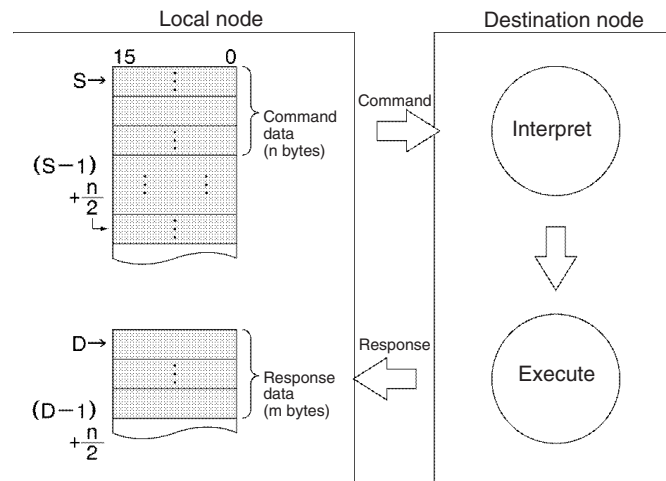 Local node
Destination node
15 0
S→
Command
data
(n bytes)
(S−1)
+ n/2
Command
Interpret
D→
Response
data
(m bytes)
(D−1)
+ n/2
Response
Execute